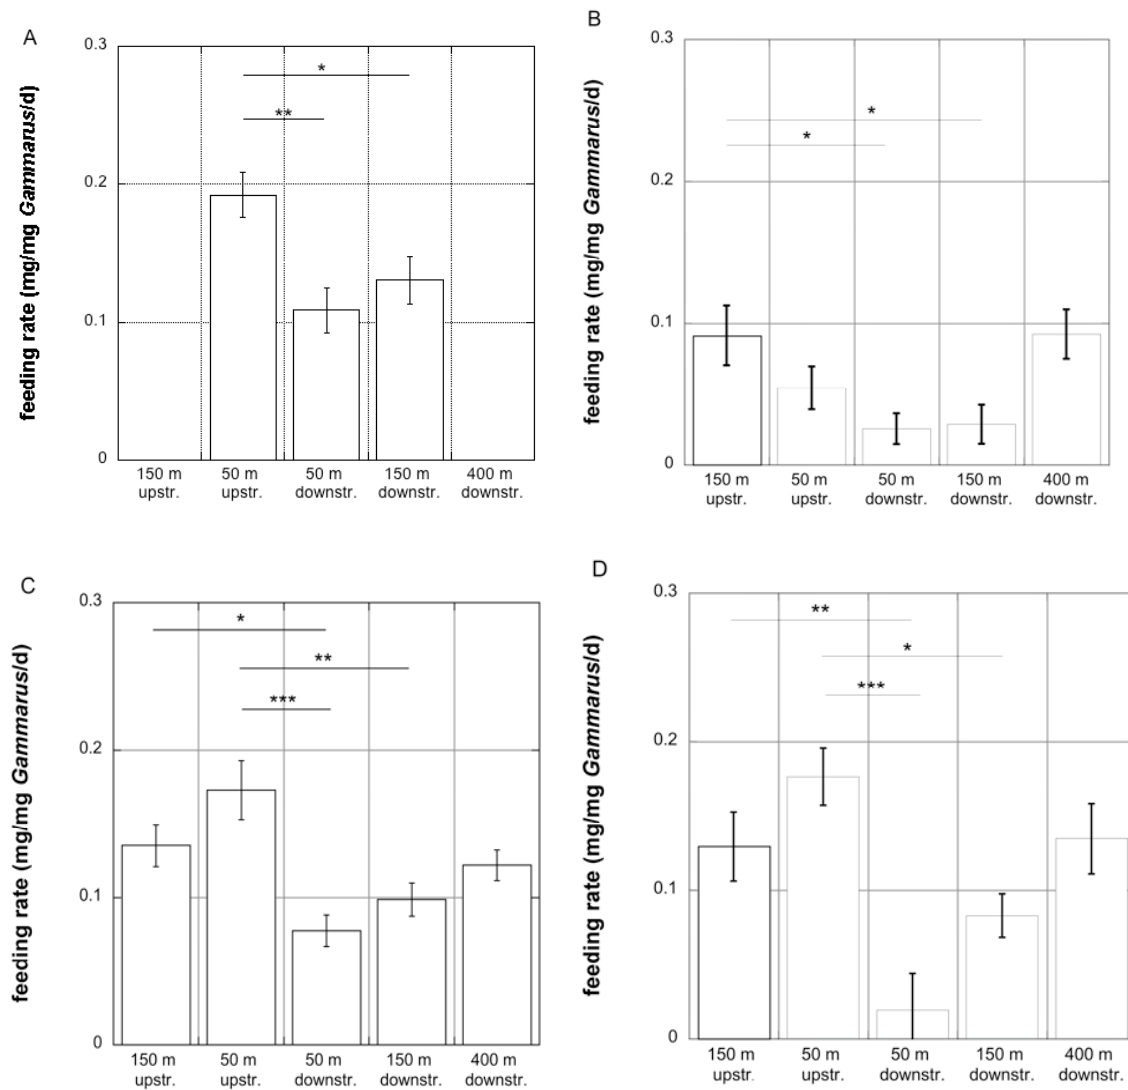 A
feeding rate (mg/mg Gammarus/d)
0.3
0.2
0.1
0
*
**
150 m 50 m 50 m 150 m 400 m
upstr. upstr. downstr. downstr. downstr.
B
feeding rate (mg/mg Gammarus/d)
0.3
0.2
0.1
0
*
*
150 m 50 m 50 m 150 m 400 m
upstr. upstr. downstr. downstr. downstr.
C
feeding rate (mg/mg Gammarus/d)
0.3
0.2
0.1
0
*
**
***
150 m 50 m 50 m 150 m 400 m
upstr. upstr. downstr. downstr. downstr.
D
feeding rate (mg/mg Gammarus/d)
0.3
0.2
0.1
0
**
*
***
150 m 50 m 50 m 150 m 400 m
upstr. upstr. downstr. downstr. downstr.